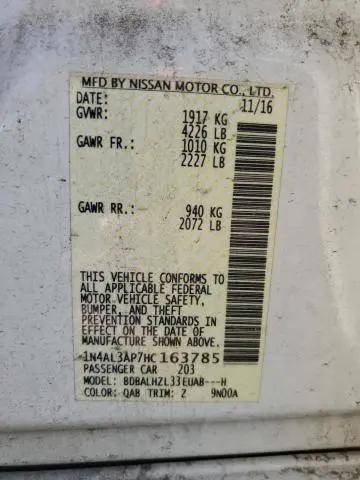 MFD BY NISSAN MOTOR CO., LTD.
DATE: 11/16
GVWR: 1917 KG
4226 LB
GAWR FR.: 1010 KG
2227 LB
GAWR RR.: 940 KG
2072 LB
THIS VEHICLE CONFORMS TO
ALL APPLICABLE FEDERAL
MOTOR VEHICLE SAFETY,
BUMPER, AND THEFT
PREVENTION STANDARDS IN
EFFECT ON THE DATE OF
MANUFACTURE SHOWN ABOVE.
1N4AL3AP7HC163785
PASSENGER CAR 203
MODEL: BDBALHZL33EUAB---H
COLOR: QAB TRIM: Z 9N00A